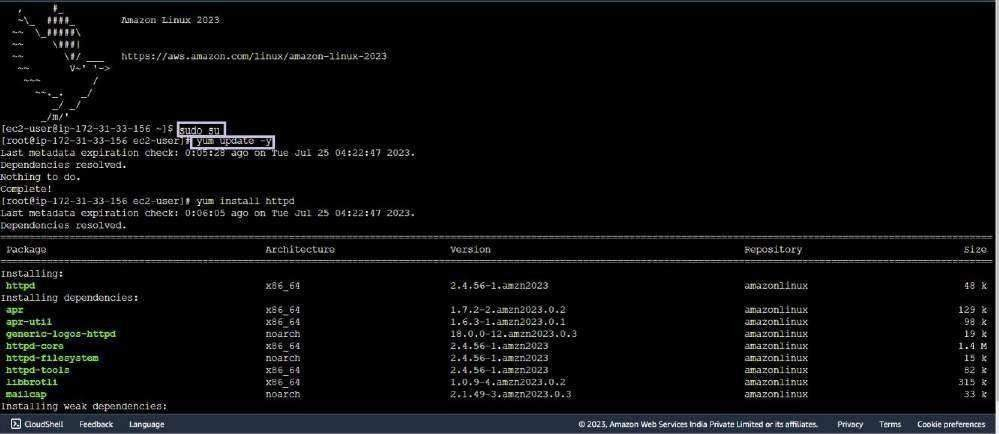 Amazon Linux 2023
https://aws.amazon.com/linux/amazon-linux-2023
[ec2-user@ip-172-31-33-156 ~]$ sudo su
[root@ip-172-31-33-156 ec2-user]# yum update -y
Last metadata expiration check: 0:05:28 ago on Tue Jul 25 04:22:47 2023.
Dependencies resolved.
Nothing to do.
Complete!
[root@ip-172-31-33-156 ec2-user]# yum install httpd
Last metadata expiration check: 0:06:05 ago on Tue Jul 25 04:22:47 2023.
Dependencies resolved.
Package Architecture Version Repository Size
Installing:
httpd x86_64 2.4.56-1.amzn2023 amazonlinux 48 k
Installing dependencies:
apr x86_64 1.7.2-2.amzn2023.0.2 amazonlinux 129 k
apr-util x86_64 1.6.3-1.amzn2023.0.1 amazonlinux 98 k
generic-logos-httpd noarch 18.0.0-12.amzn2023.0.3 amazonlinux 19 k
httpd-core x86_64 2.4.56-1.amzn2023 amazonlinux 1.4 M
httpd-filesystem noarch 2.4.56-1.amzn2023 amazonlinux 15 k
httpd-tools x86_64 2.4.56-1.amzn2023 amazonlinux 82 k
libbrotli x86_64 1.0.9-4.amzn2023.0.2 amazonlinux 315 k
mailcap noarch 2.1.49-3.amzn2023.0.3 amazonlinux 33 k
Installing weak dependencies:
CloudShell Feedback Language © 2023, Amazon Web Services India Private Limited or its affiliates. Privacy Terms Cookie preferences